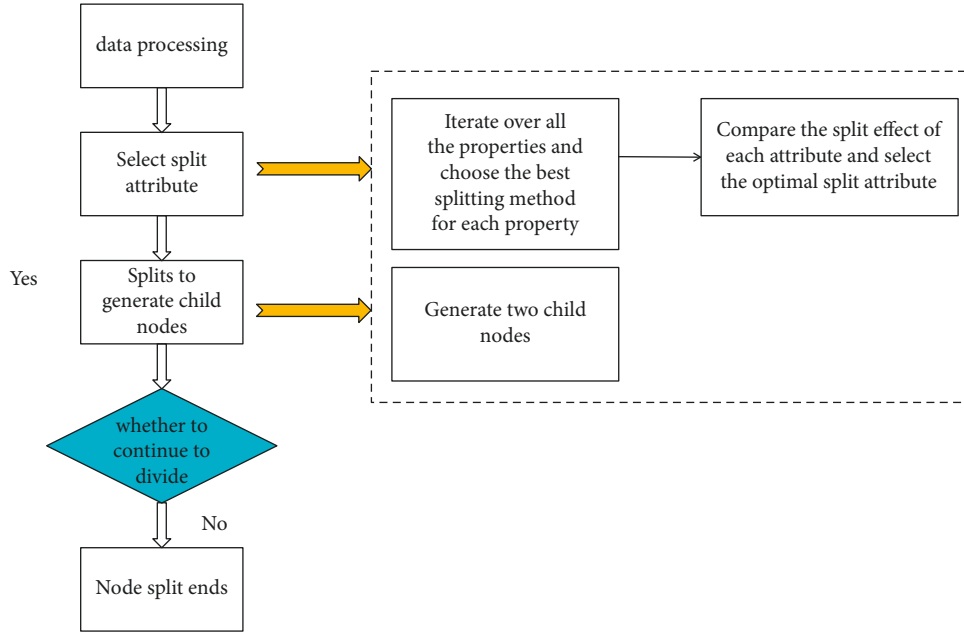 data processing
Select split
attribute
Iterate over all
the properties and
choose the best
splitting method
for each property
Compare the split effect of
each attribute and select
the optimal split attribute
Yes
Splits to
generate child
nodes
Generate two child
nodes
whether to
continue to
divide
No
Node split ends